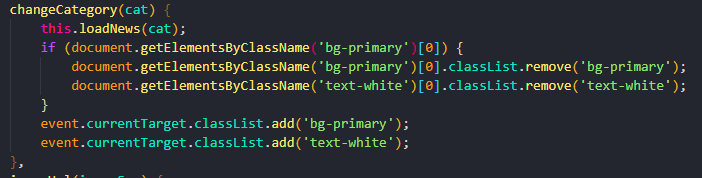 changeCategory(cat) {
this.loadNews(cat);
if (document.getElementsByClassName('bg-primary')[0]) {
document.getElementsByClassName('bg-primary')[0].classList.remove('bg-primary');
document.getElementsByClassName('text-white')[0].classList.remove('text-white');
}
event.currentTarget.classList.add('bg-primary');
event.currentTarget.classList.add('text-white');
},